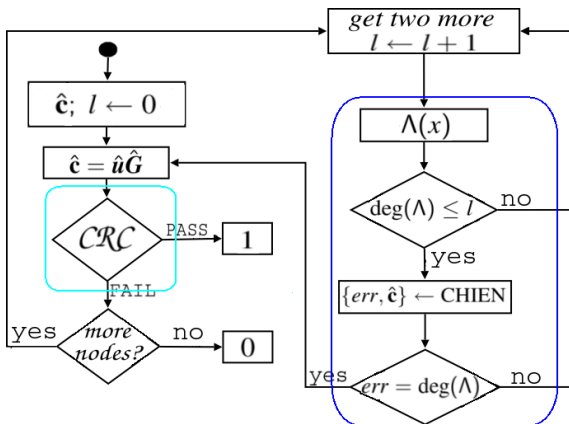 get two more
l ← l + 1
ĉ; l ← 0
Λ(x)
ĉ = ûĜ
deg(Λ) ≤ l
no
CRC
PASS
1
yes
FAIL
{err, ĉ} ← CHIEN
yes
more
nodes?
no
0
yes
err = deg(Λ)
no